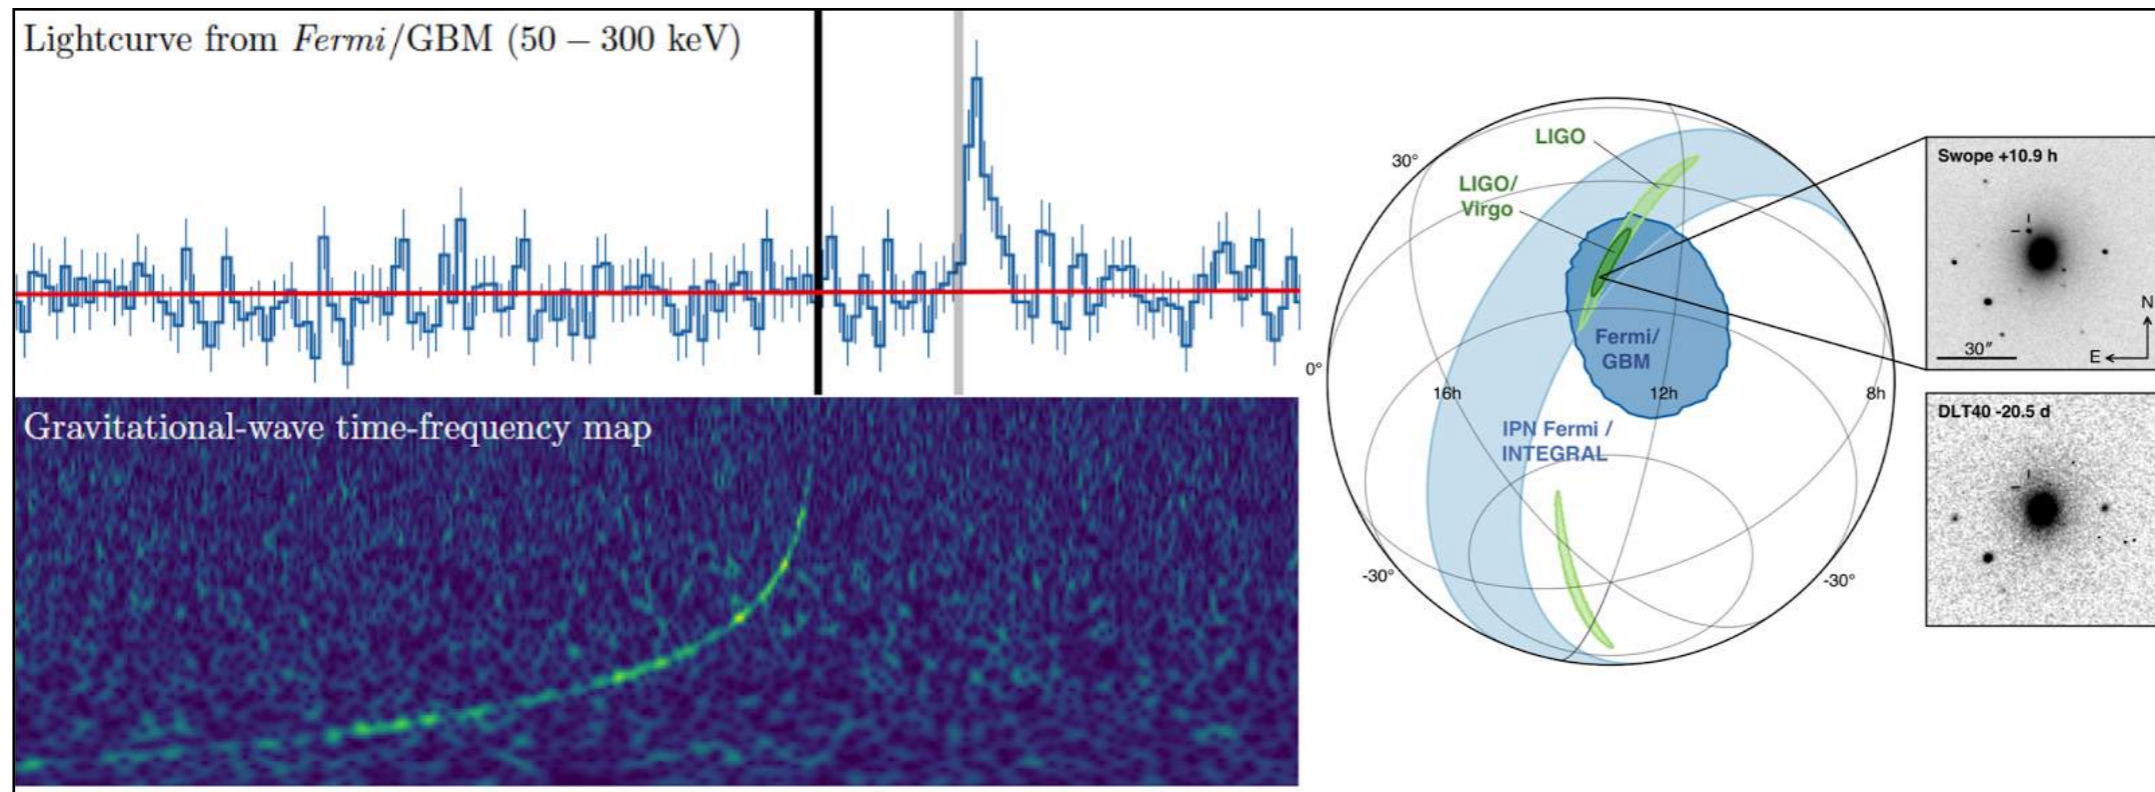 Lightcurve from Fermi/GBM (50 – 300 keV)
Gravitational-wave time-frequency map
LIGO
30°
LIGO/
Virgo
Fermi/
GBM
0°
16h
12h
8h
IPN Fermi /
INTEGRAL
-30°
-30°
Swope +10.9 h
N
30"
E
DLT40 -20.5 d